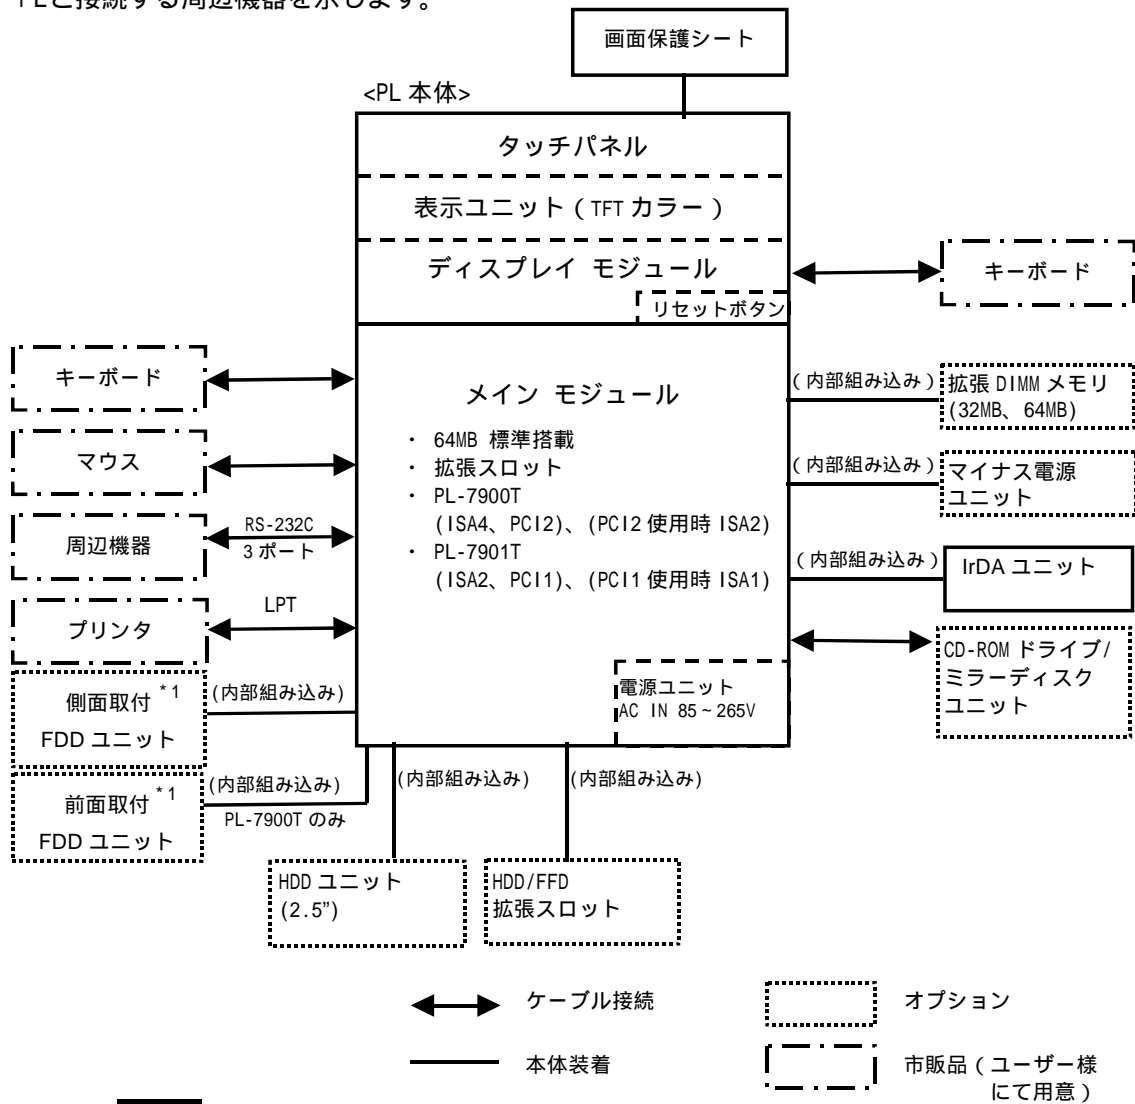 PLと接続する周辺機器を示します。
画面保護シート
<PL 本体>
タッチパネル
表示ユニット（TFT カラー）
ディスプレイ モジュール
リセットボタン
キーボード
キーボード
マウス
周辺機器
RS-232C
3 ポート
プリンタ
LPT
側面取付 *1
FDD ユニット
(内部組み込み)
前面取付 *1
FDD ユニット
(内部組み込み)
PL-7900T のみ
メイン モジュール
・ 64MB 標準搭載
・ 拡張スロット
・ PL-7900T
(ISA4、PCI2)、(PCI2 使用時 ISA2)
・ PL-7901T
(ISA2、PCI1)、(PCI1 使用時 ISA1)
電源ユニット
AC IN 85～265V
(内部組み込み)
拡張 DIMM メモリ
(32MB、64MB)
(内部組み込み)
マイナス電源
ユニット
(内部組み込み)
IrDA ユニット
CD-ROM ドライブ/
ミラーディスク
ユニット
(内部組み込み)
(内部組み込み)
HDD ユニット
(2.5”)
HDD/FFD
拡張スロット
ケーブル接続
オプション
本体装着
市販品（ユーザー様
にて用意）